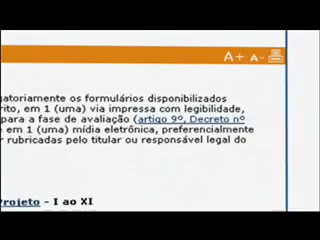 A+ A-
gatoriamente os formulários disponibilizados
rito, em 1 (uma) via impressa com legibilidade,
para a fase de avaliação (artigo 9º, Decreto nº
e em 1 (uma) mídia eletrônica, preferencialmente
r rubricadas pelo titular ou responsável legal do
Projeto - I ao XI